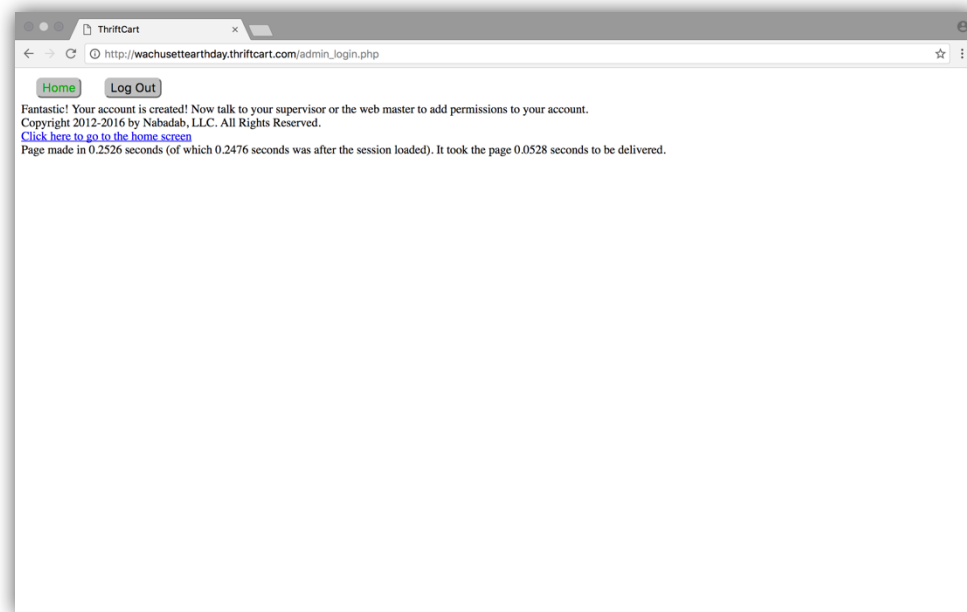 ThriftCart
http://wachusettearthday.thriftcart.com/admin_login.php
Home Log Out
Fantastic! Your account is created! Now talk to your supervisor or the web master to add permissions to your account.
Copyright 2012-2016 by Nabadab, LLC. All Rights Reserved.
Click here to go to the home screen
Page made in 0.2526 seconds (of which 0.2476 seconds was after the session loaded). It took the page 0.0528 seconds to be delivered.